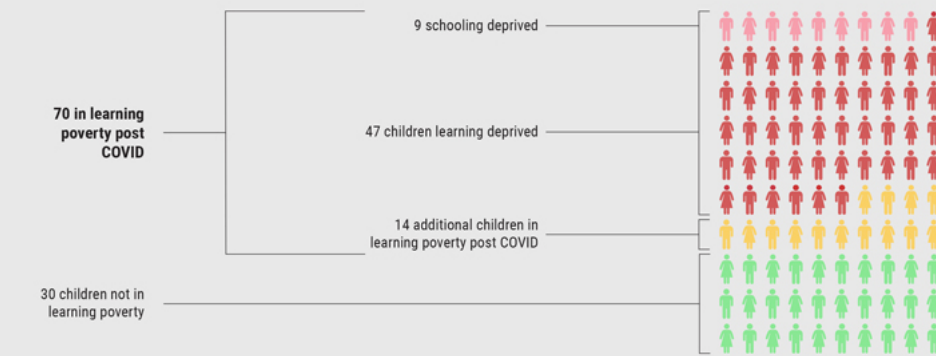 9 schooling deprived
70 in learning
poverty post
COVID
47 children learning deprived
14 additional children in
learning poverty post COVID
30 children not in
learning poverty